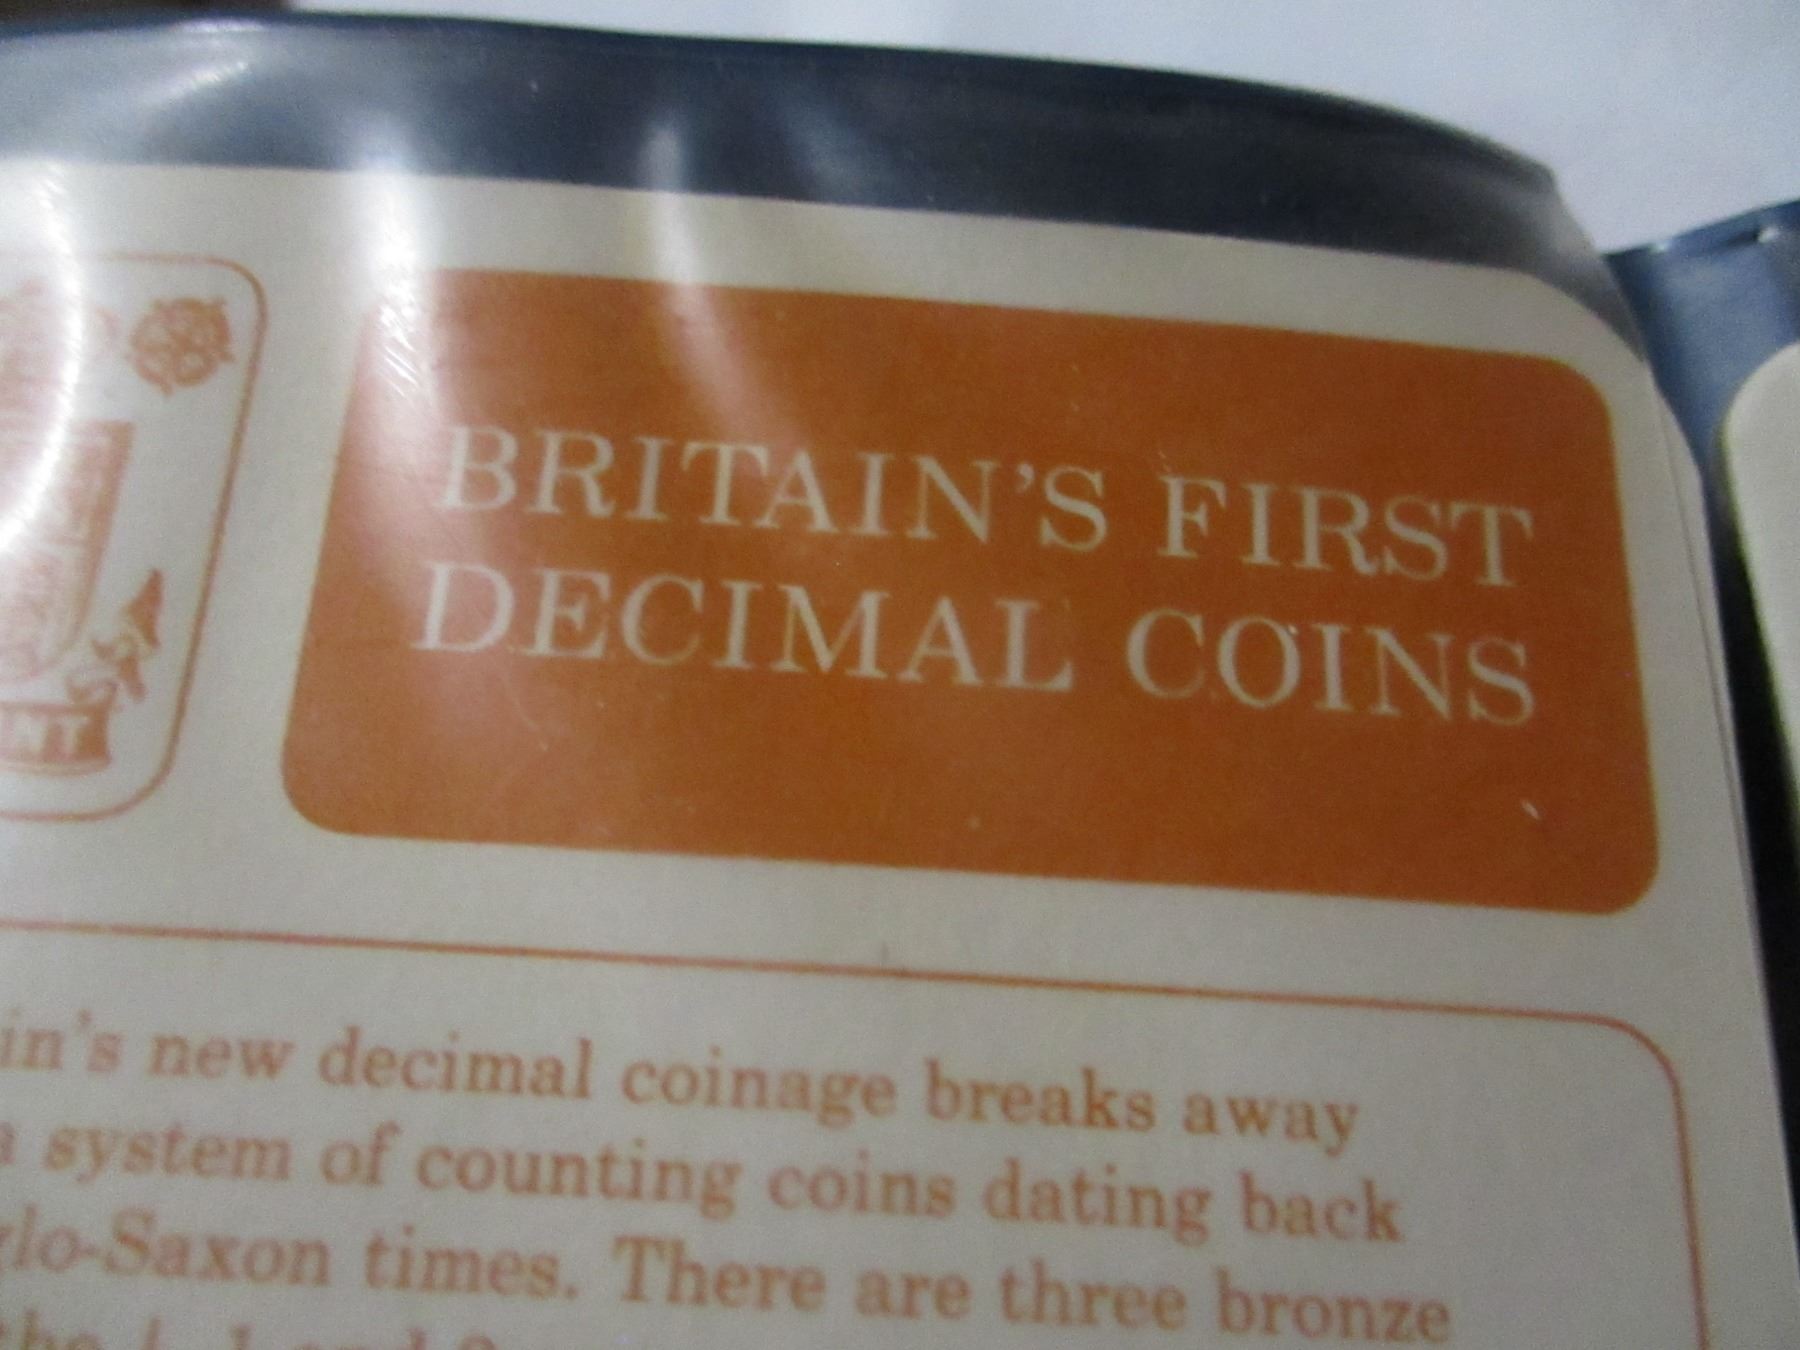 BRITAIN'S FIRST
DECIMAL COINS
in's new decimal coinage breaks away
system of counting coins dating back
glo-Saxon times. There are three bronze